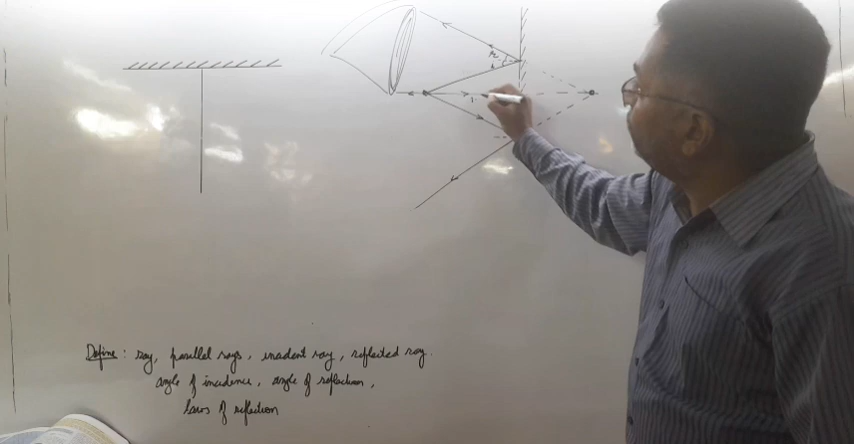 Define : ray, parallel rays, incident ray, reflected ray.
angle of incidence, angle of reflection,
laws of reflection